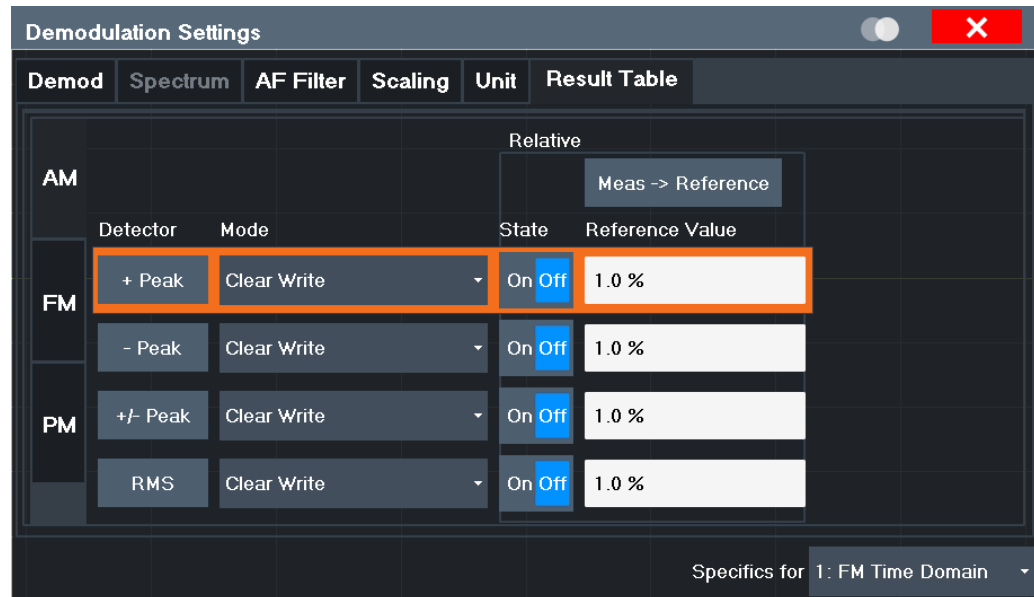 Demodulation Settings
Demod Spectrum AF Filter Scaling Unit Result Table
Relative
AM Meas -> Reference
Detector Mode State Reference Value
+ Peak Clear Write On Off 1.0 %
FM
- Peak Clear Write On Off 1.0 %
PM +/- Peak Clear Write On Off 1.0 %
RMS Clear Write On Off 1.0 %
Specifics for 1: FM Time Domain